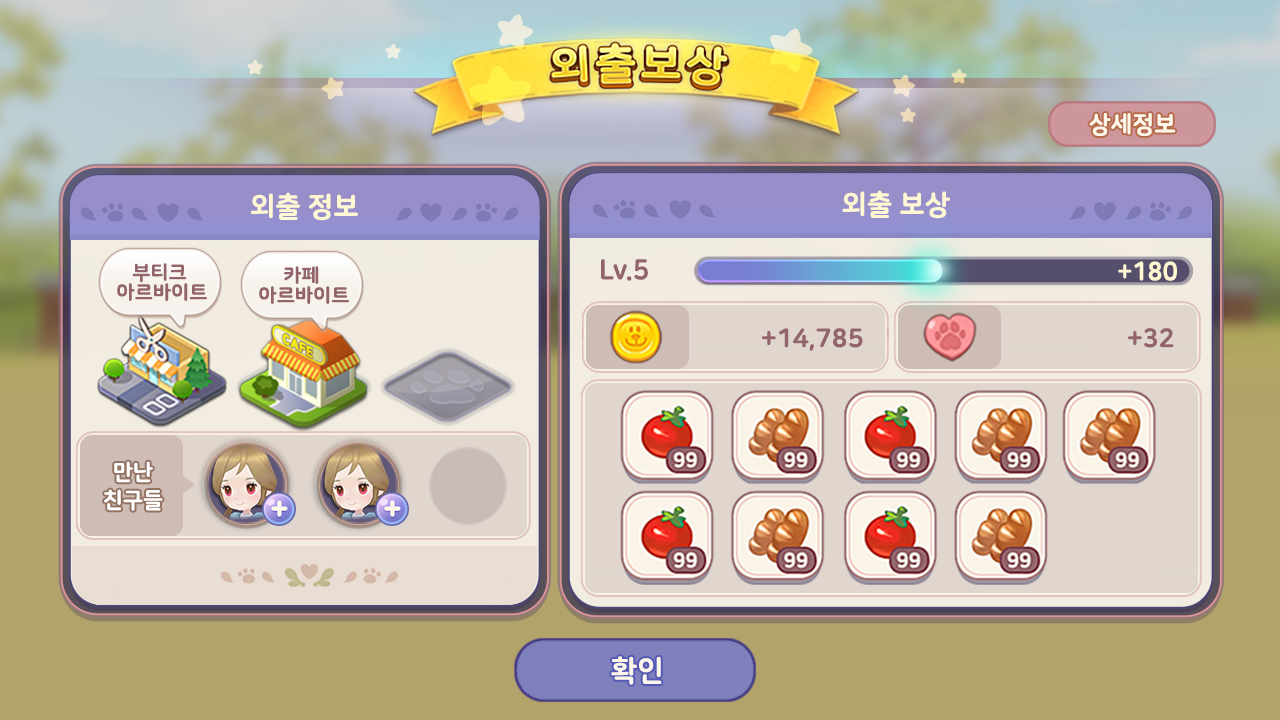 외출보상
상세정보
외출 정보
부티크
아르바이트
카페
아르바이트
CAFE
만난
친구들
외출 보상
Lv.5
+180
+14,785
+32
99 99 99 99 99
99 99 99 99
확인